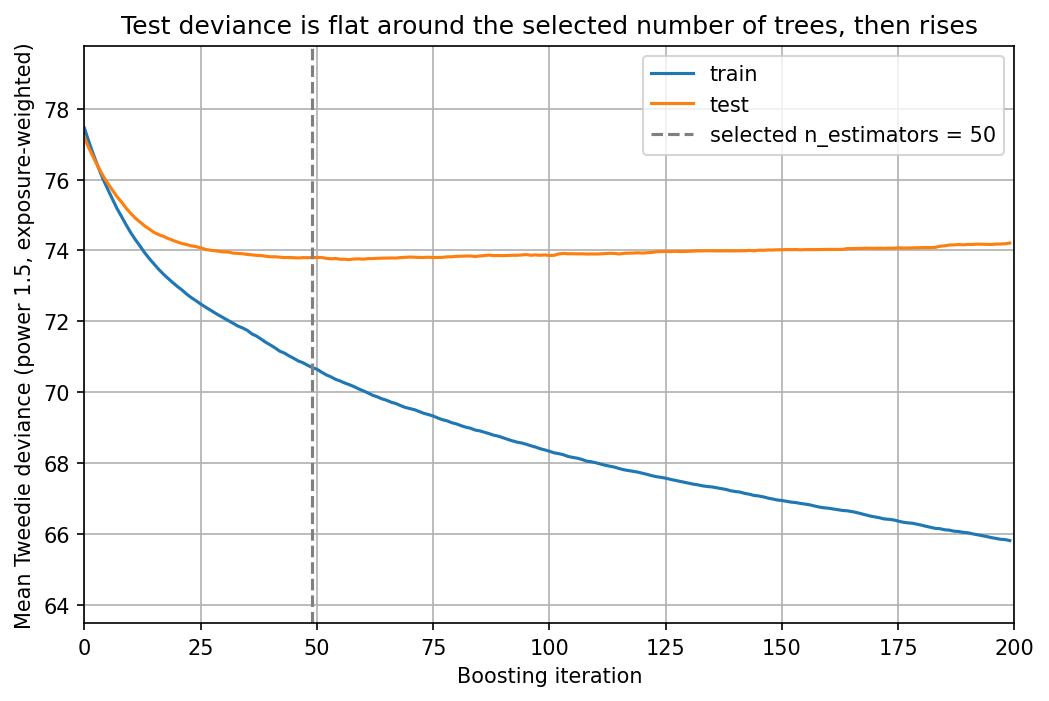 Test deviance is flat around the selected number of trees, then rises
Mean Tweedie deviance (power 1.5, exposure-weighted)
78
76
74
72
70
68
66
64
train
test
selected n_estimators = 50
0
25
50
75
100
125
150
175
200
Boosting iteration